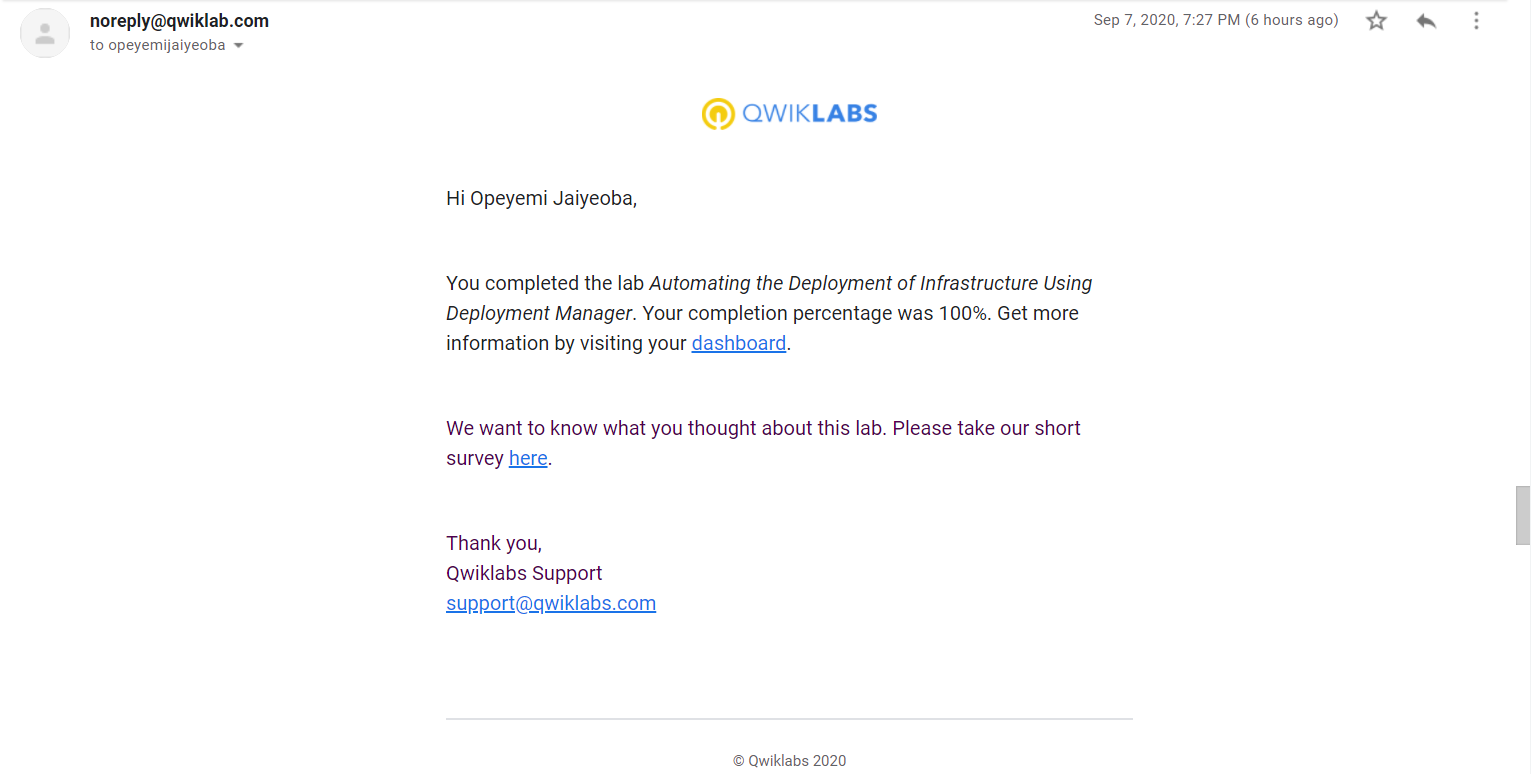 noreply@qwiklab.com
Sep 7, 2020, 7:27 PM (6 hours ago)
to opeyemijaiyeoba
QWIKLABS
Hi Opeyemi Jaiyeoba,
You completed the lab Automating the Deployment of Infrastructure Using
Deployment Manager. Your completion percentage was 100%. Get more
information by visiting your dashboard.
We want to know what you thought about this lab. Please take our short
survey here.
Thank you,
Qwiklabs Support
support@qwiklabs.com
© Qwiklabs 2020